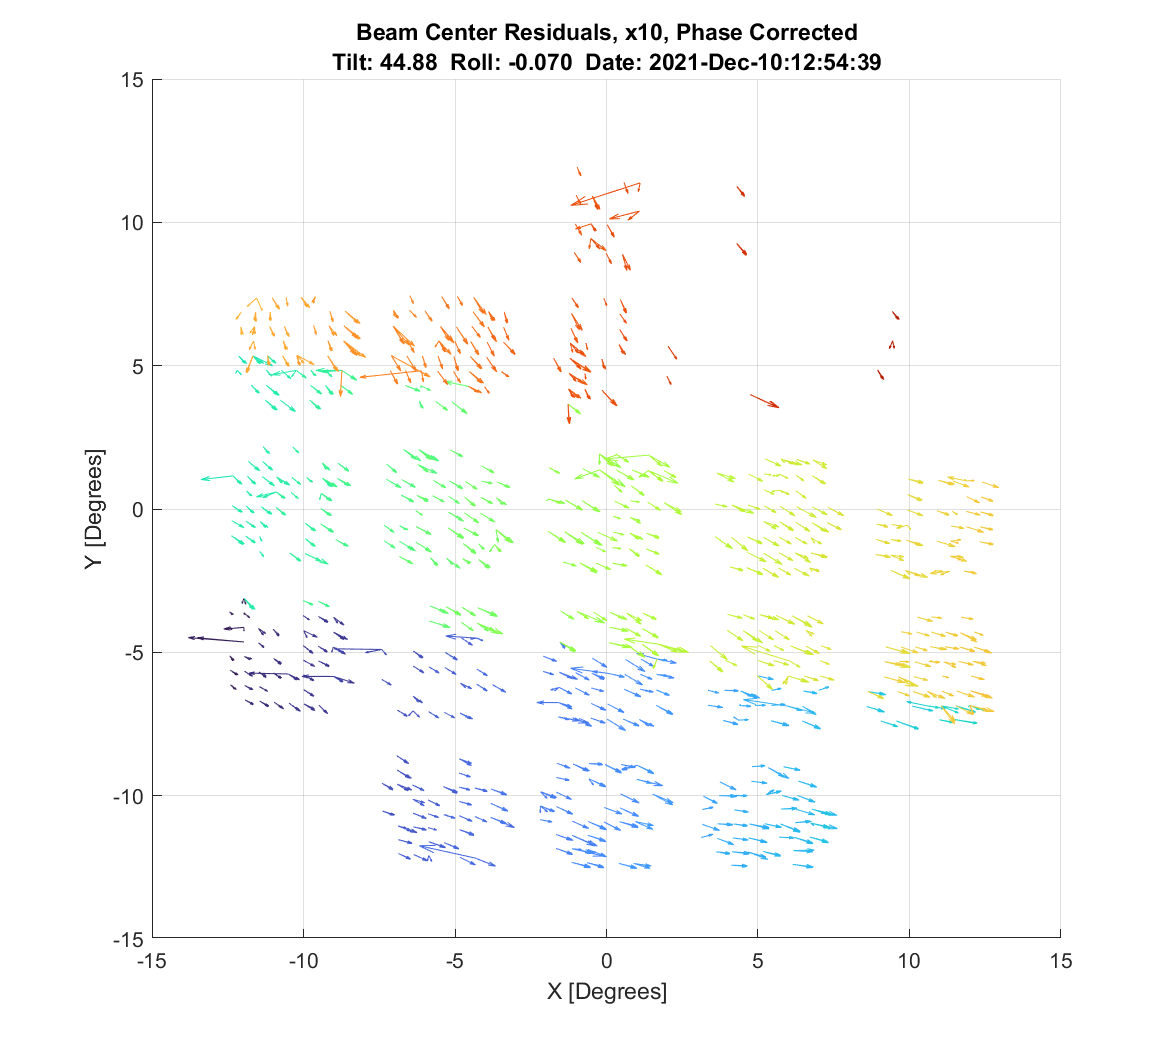 Beam Center Residuals, x10, Phase Corrected
Tilt: 44.88  Roll: -0.070  Date: 2021-Dec-10:12:54:39
15
10
5
0
-5
-10
-15
Y [Degrees]
-15 -10 -5 0 5 10 15
X [Degrees]